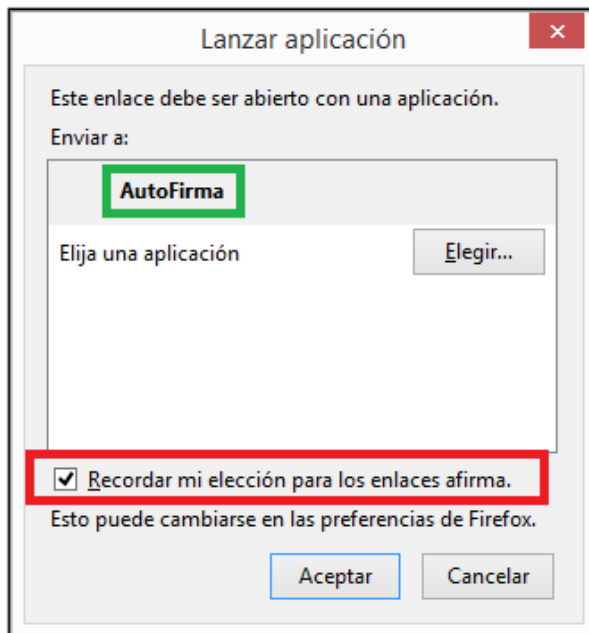 Lanzar aplicación
Este enlace debe ser abierto con una aplicación.
Enviar a:
AutoFirma
Elija una aplicación
Elegir...
Recordar mi elección para los enlaces afirma.
Esto puede cambiarse en las preferencias de Firefox.
Aceptar
Cancelar